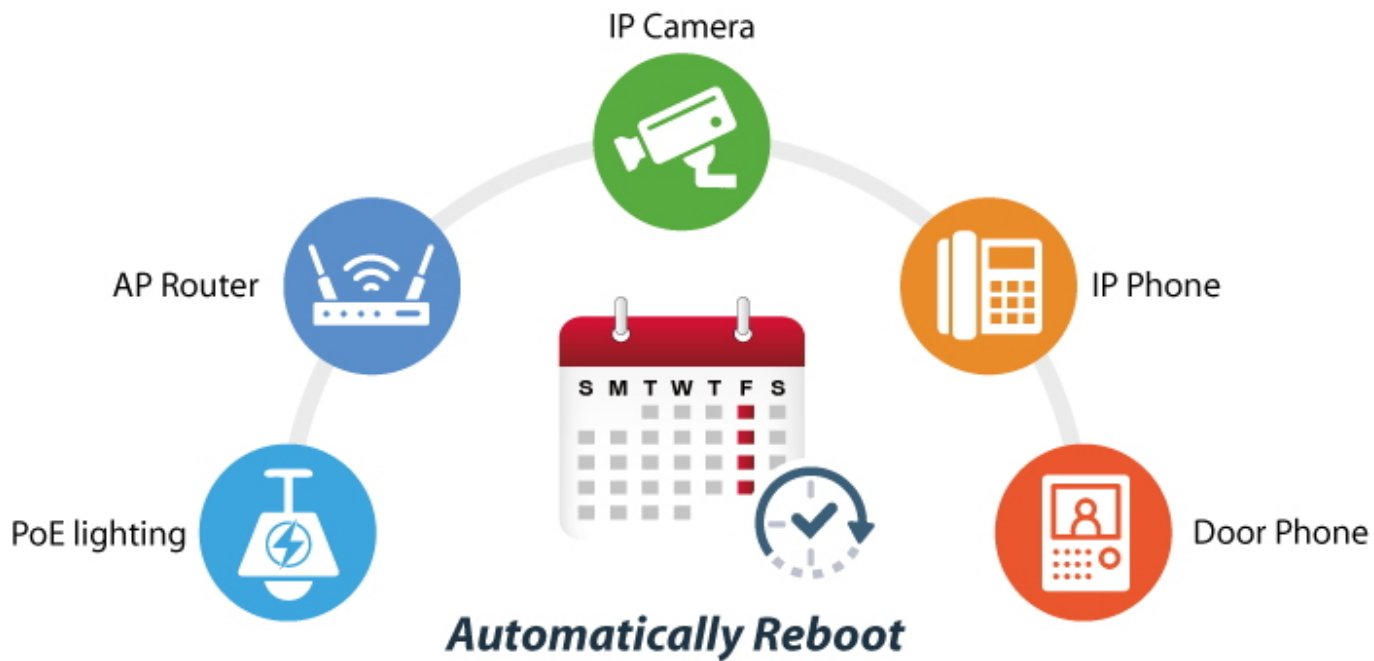 IP Camera
AP Router
IP Phone
S M T W T F S
PoE lighting
Door Phone
Automatically Reboot